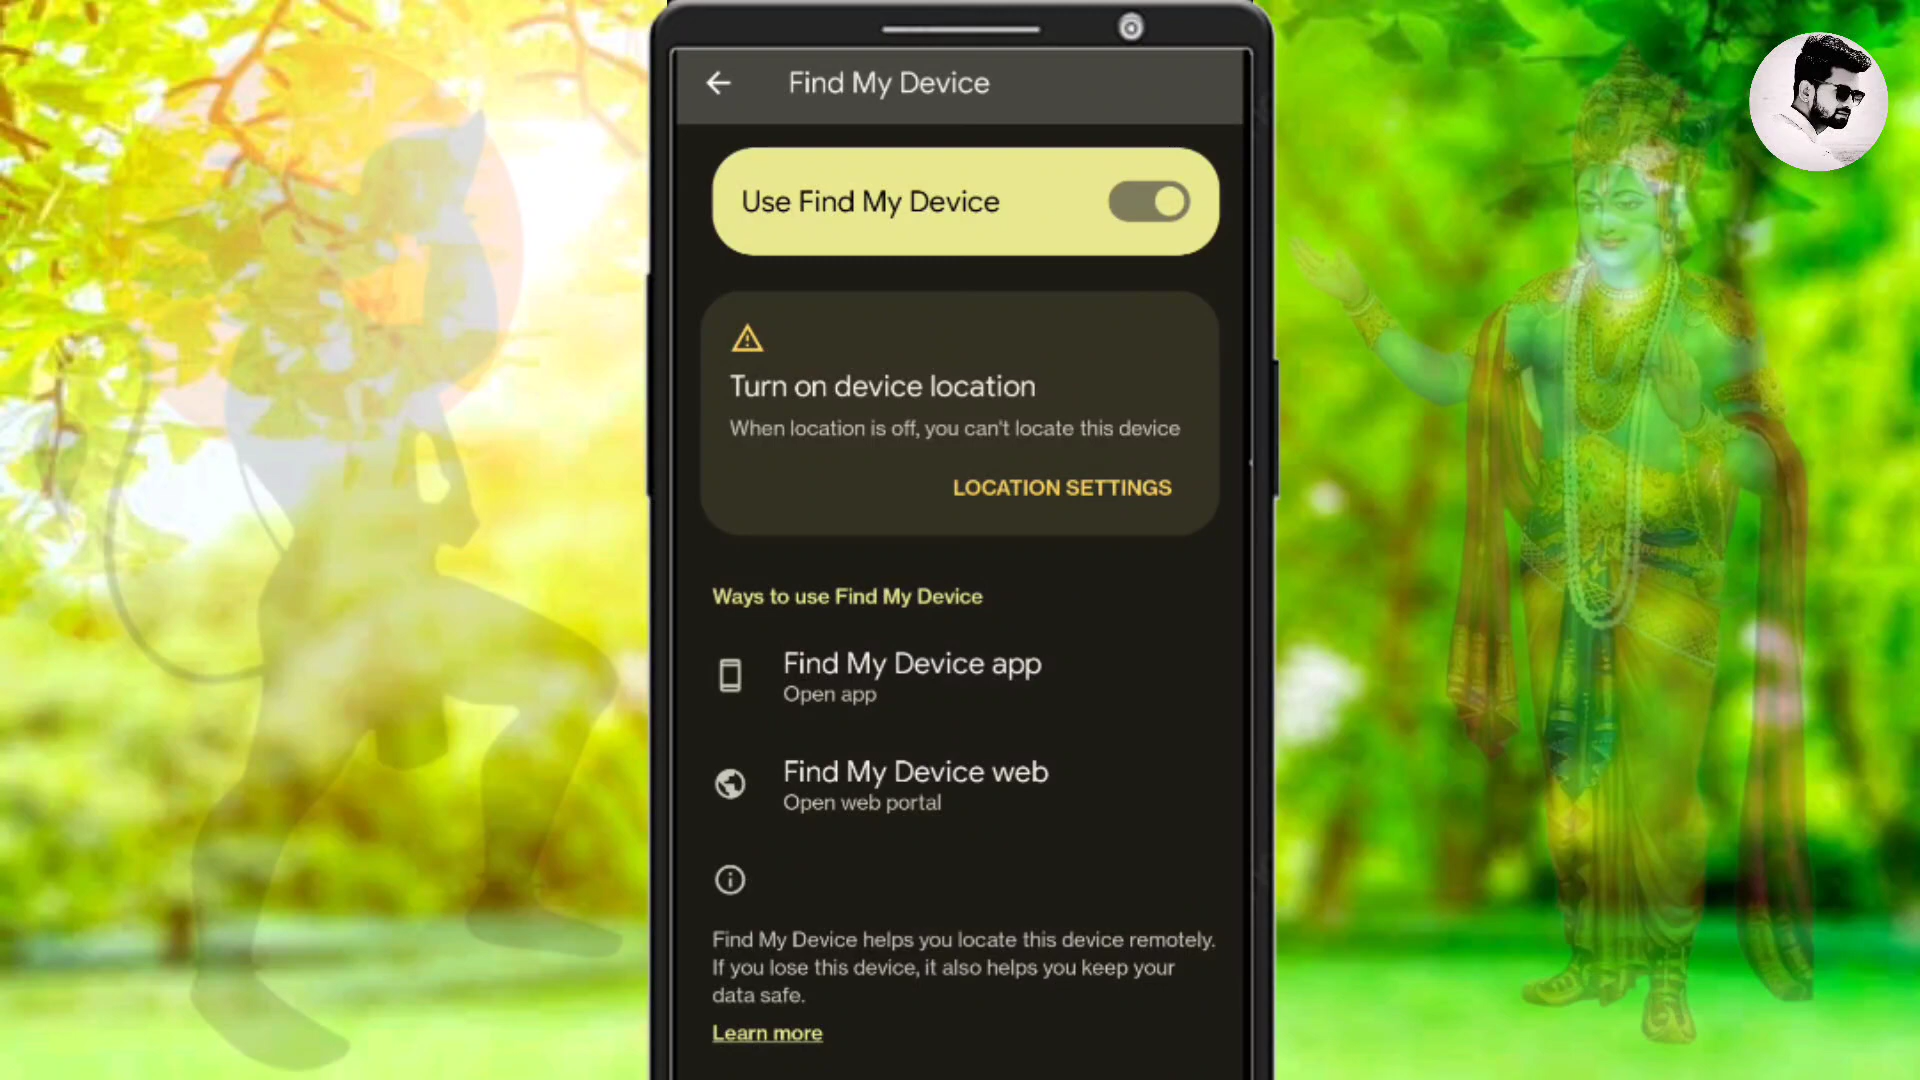 Find My Device
Use Find My Device
Turn on device location
When location is off, you can't locate this device
LOCATION SETTINGS
Ways to use Find My Device
Find My Device app
Open app
Find My Device web
Open web portal
Find My Device helps you locate this device remotely.
If you lose this device, it also helps you keep your
data safe.
Learn more